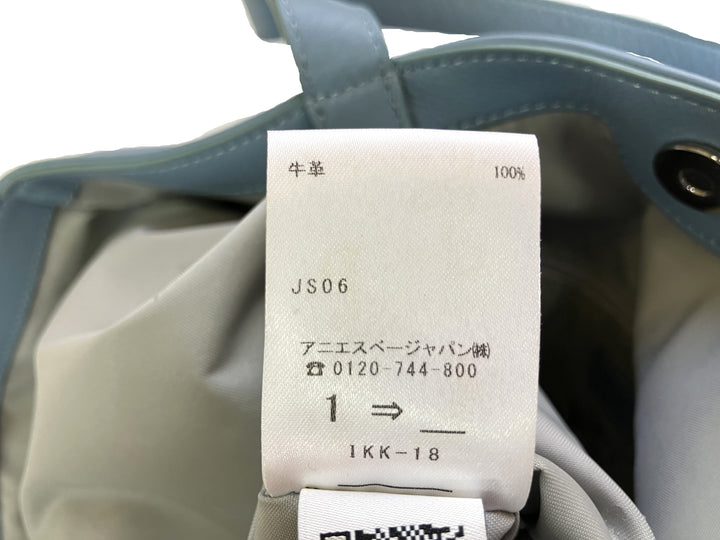 牛革 100%
JS06
アニエスベージャパン㈱
☎0120-744-800
1 ⇒ __
IKK-18